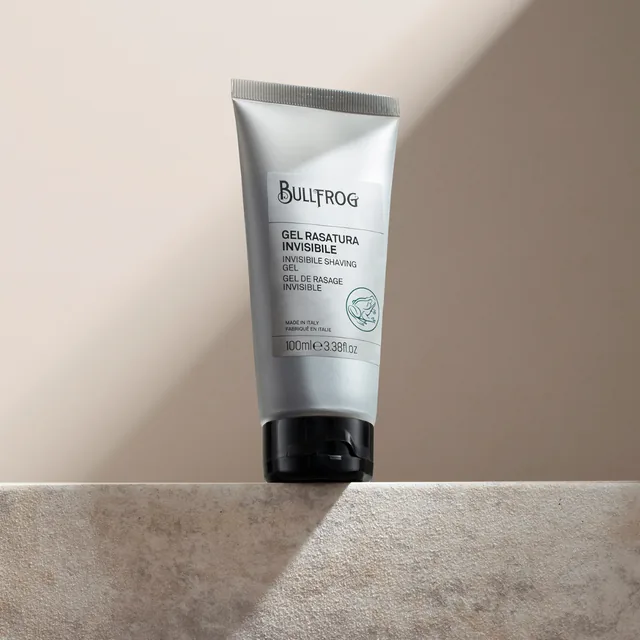 BULLFROG
GEL RASATURA
INVISIBILE
INVISIBILE SHAVING
GEL
GEL DE RASAGE
INVISIBLE
MADE IN ITALY
FABRIQUÉ EN ITALIE
100ml℮3.38fl oz